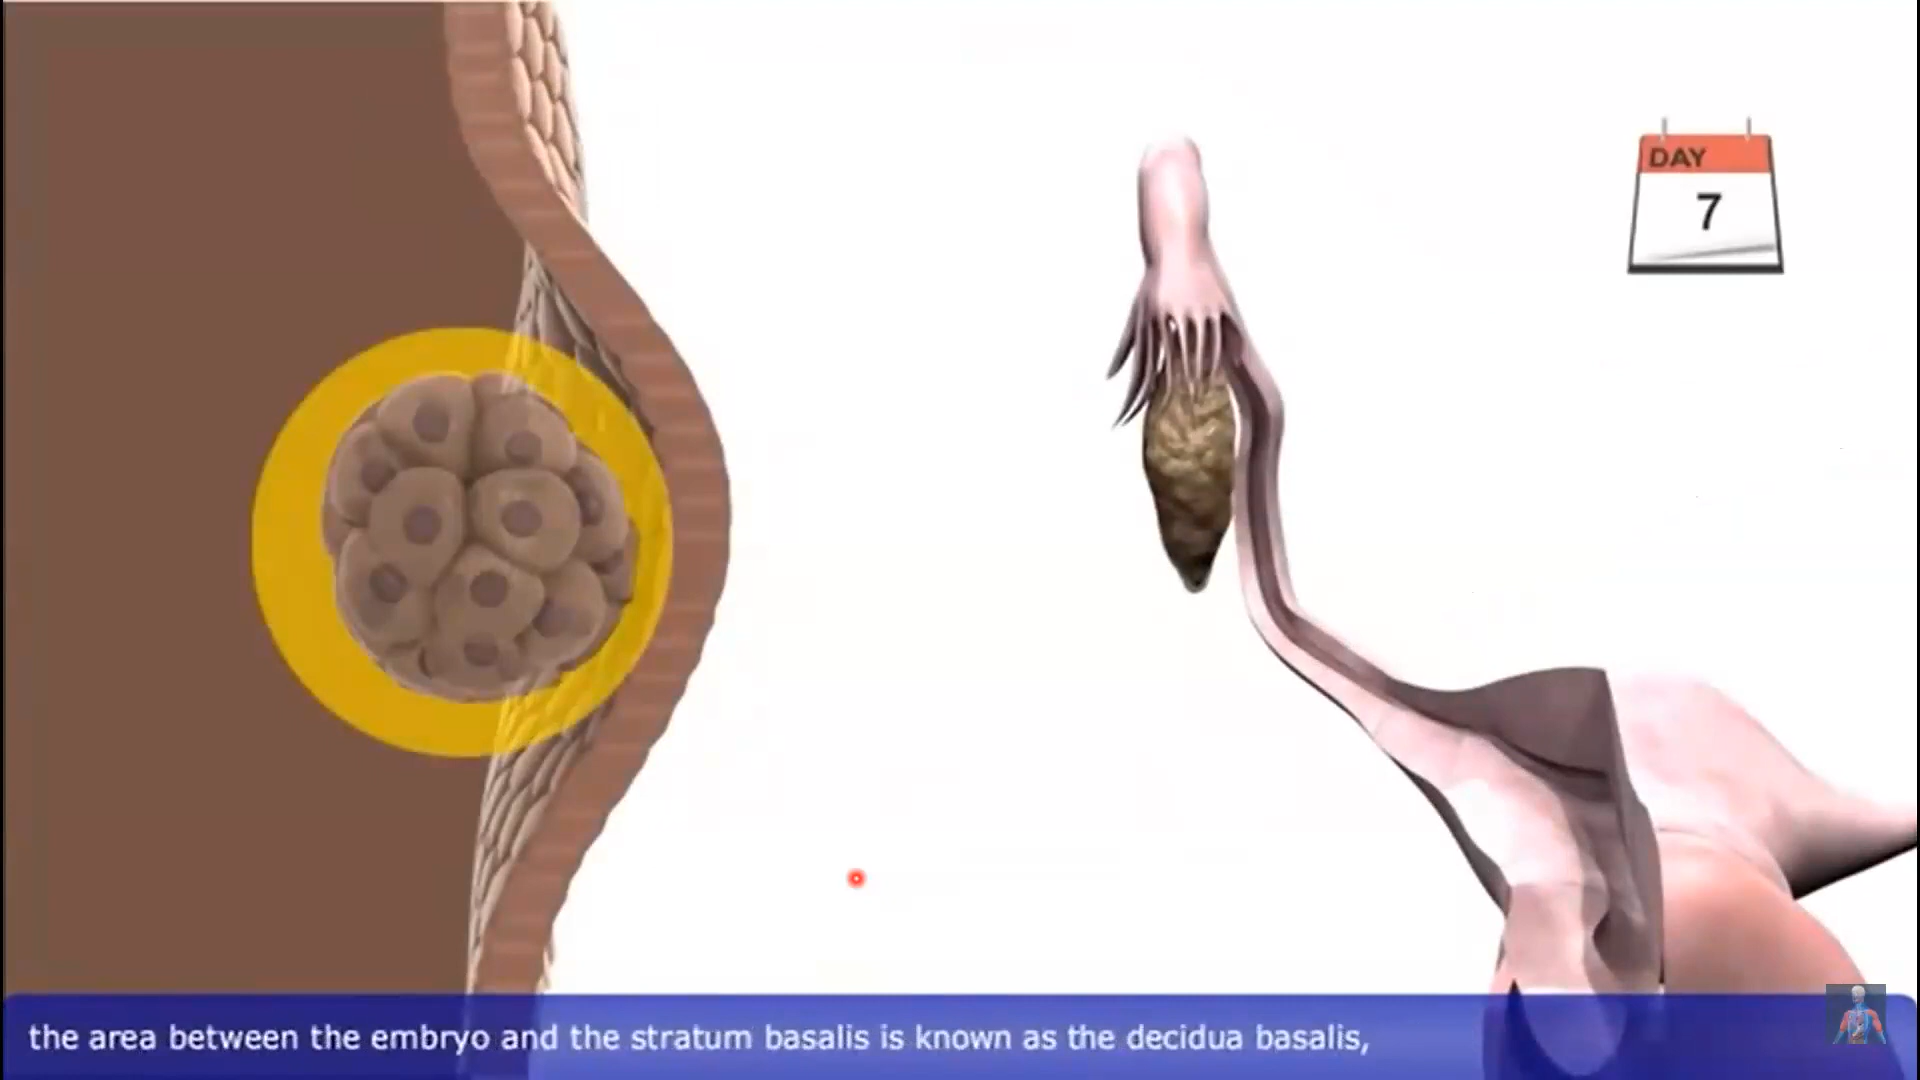 DAY
7
the area between the embryo and the stratum basalis is known as the decidua basalis,